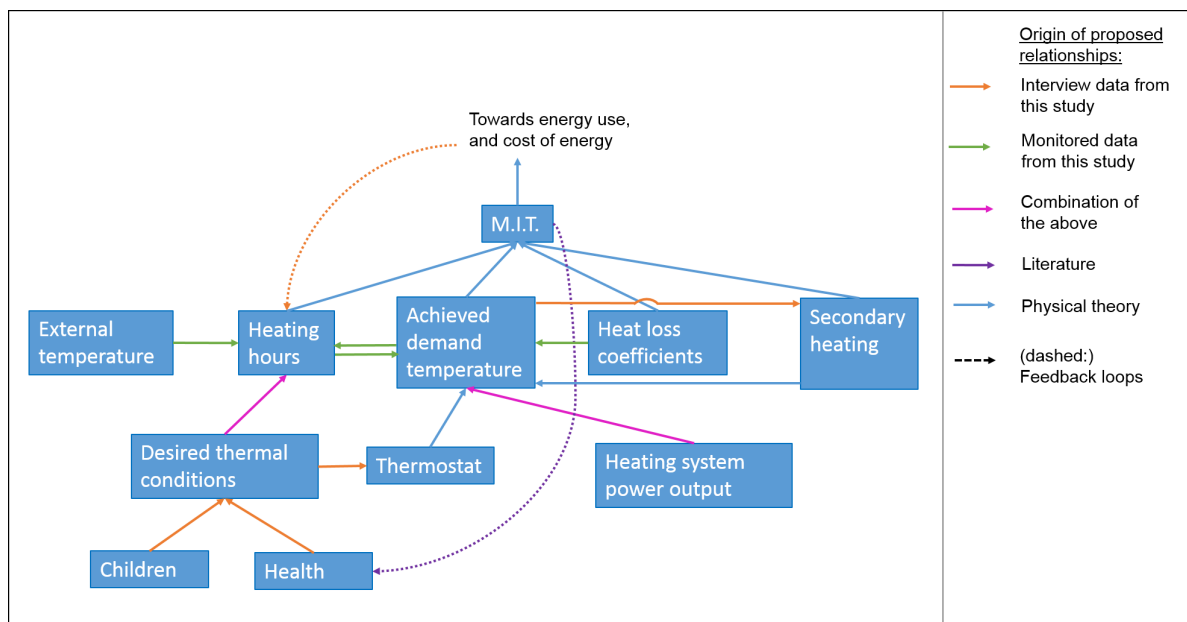 Towards energy use,
and cost of energy
M.I.T.
External
temperature
Heating
hours
Achieved
demand
temperature
Heat loss
coefficients
Secondary
heating
Desired thermal
conditions
Thermostat
Heating system
power output
Children
Health
Origin of proposed
relationships:
Interview data from
this study
Monitored data
from this study
Combination of
the above
Literature
Physical theory
(dashed:)
Feedback loops